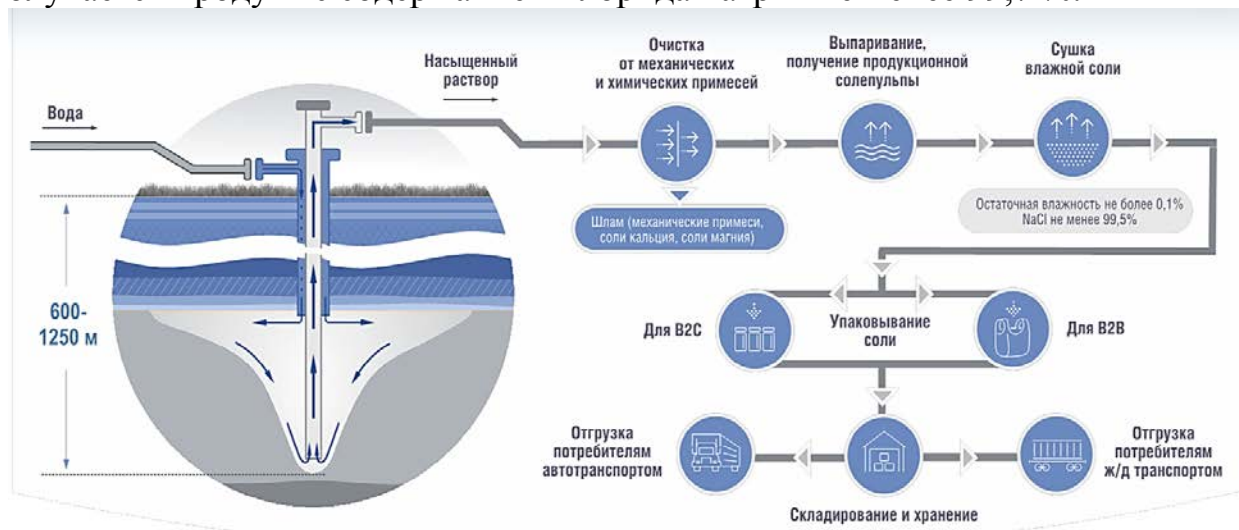 Насыщенный
раствор
Вода
600-
1250 м
Очистка
от механических
и химических примесей
Шлам (механические примеси,
соли кальция, соли магния)
Выпаривание,
получение продукционной
солепульпы
Сушка
влажной соли
Остаточная влажность не более 0,1%
NaCl не менее 99,5%
Для B2C
Упаковывание
соли
Для B2B
Отгрузка
потребителям
автотранспортом
Складирование и хранение
Отгрузка
потребителям
ж/д транспортом